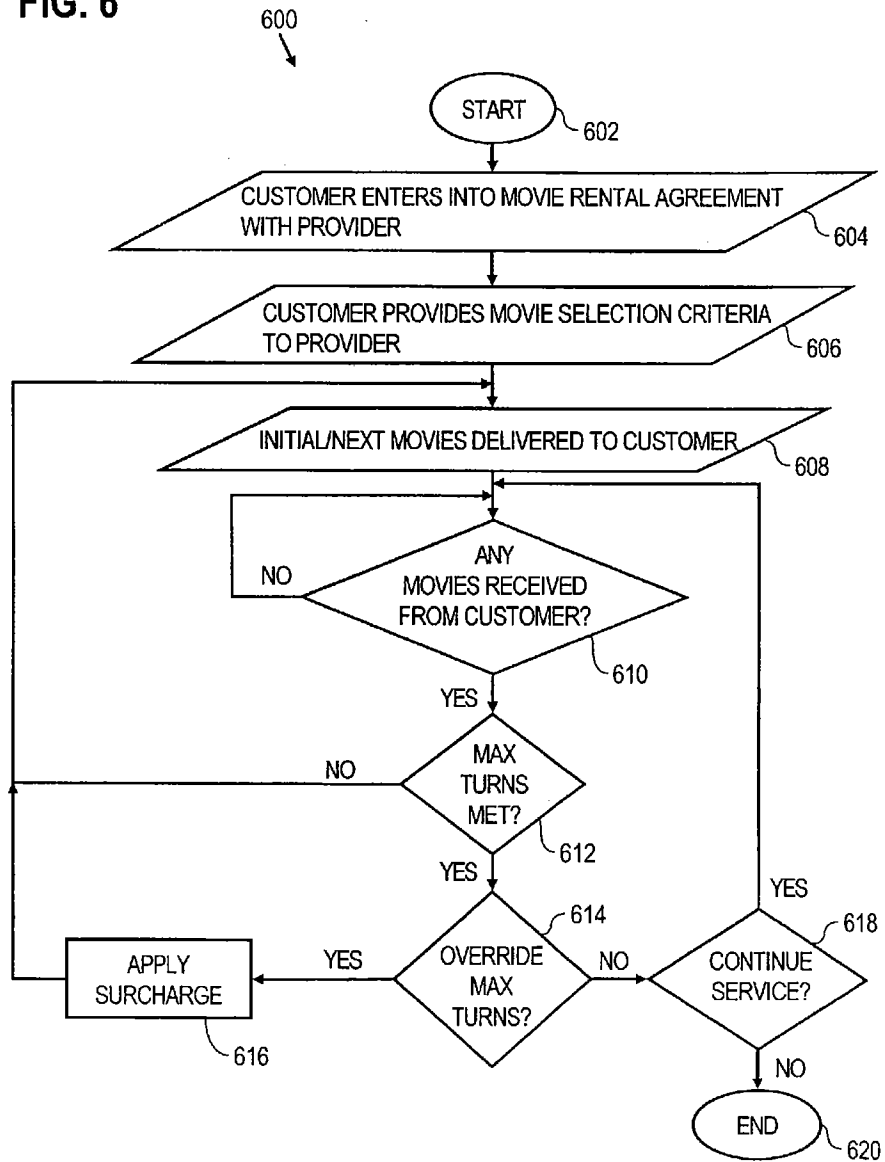 FIG. 6
600
START
602
CUSTOMER ENTERS INTO MOVIE RENTAL AGREEMENT
WITH PROVIDER
604
CUSTOMER PROVIDES MOVIE SELECTION CRITERIA
TO PROVIDER
606
INITIAL/NEXT MOVIES DELIVERED TO CUSTOMER
608
ANY
MOVIES RECEIVED
FROM CUSTOMER?
NO
610
YES
MAX
TURNS
MET?
NO
612
YES
614
OVERRIDE
MAX
TURNS?
YES
NO
APPLY
SURCHARGE
616
YES
618
CONTINUE
SERVICE?
NO
END
620